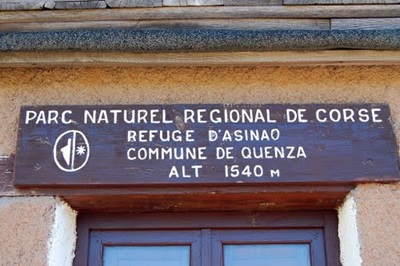 PARC NATUREL REGIONAL DE CORSE
REFUGE D'ASINAO
COMMUNE DE QUENZA
ALT 1540 M